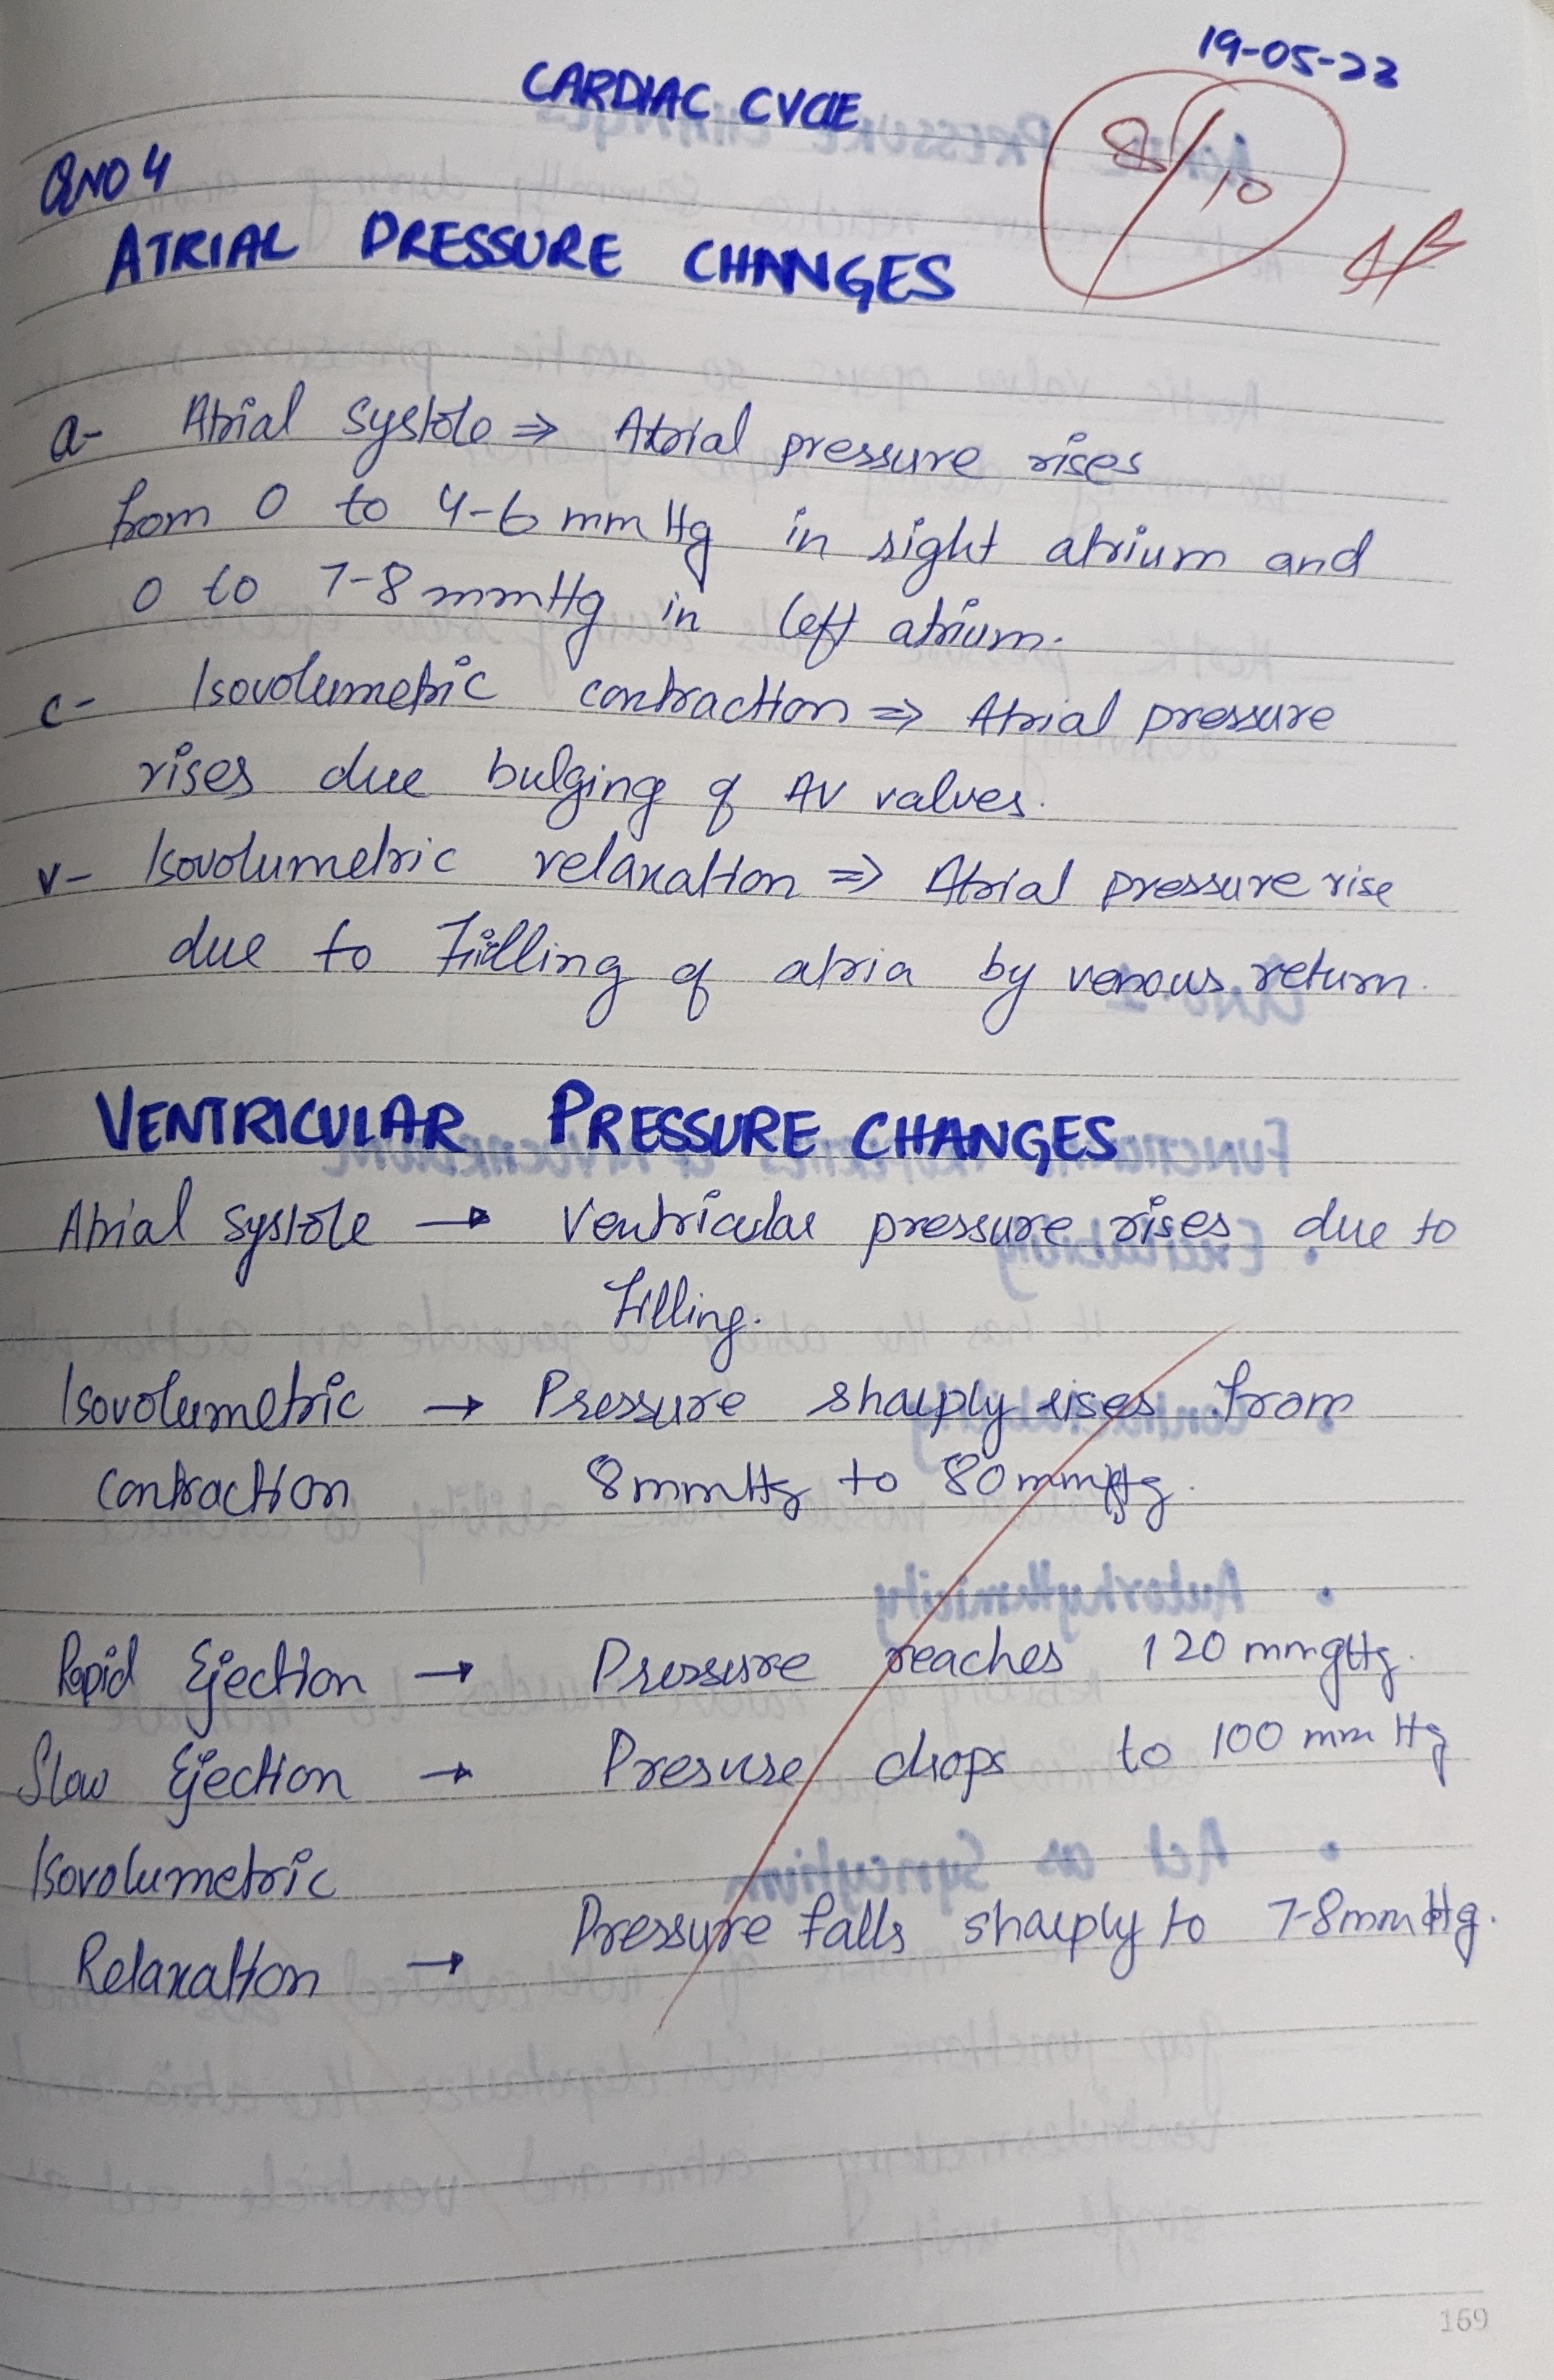 19-05-22
CARDIAC CYCLE
8/10
QNO 4
ATRIAL PRESSURE CHANGES
a- Atrial systole ⇒ Atrial pressure rises
from 0 to 4-6 mmHg in right atrium and
0 to 7-8 mmHg in left atrium.
c- Isovolumetric contraction ⇒ Atrial pressure
rises due bulging of AV valves.
v- Isovolumetric relaxation ⇒ Atrial pressure rise
due to Filling of atria by venous return.
VENTRICULAR PRESSURE CHANGES
Atrial systole → Ventricular pressure rises due to
Filling.
Isovolumetric → Pressure sharply rises from
contraction 8mmHg to 80mmHg.
Rapid Ejection → Pressure reaches 120 mmgHg.
Slow Ejection → Presure drops to 100 mm Hg
Isovolumetric
Relaxation → Pressure falls sharply to 7-8mmHg.
169